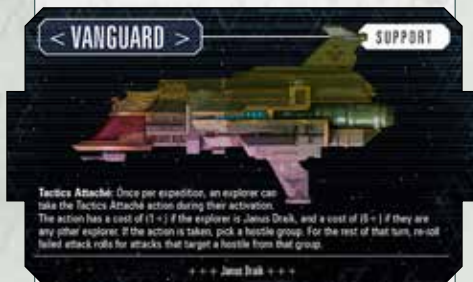 < VANGUARD >
SUPPORT
Tactics Attaché: Once per expedition, an explorer can
take the Tactics Attaché action during their activation.
The action has a cost of (1+) if the explorer is Janus Draik, and a cost of (6+) if they are
any other explorer. If the action is taken, pick a hostile group. For the rest of that turn, re-roll
failed attack rolls for attacks that target a hostile from that group.
+ + + Janus Draik + + +